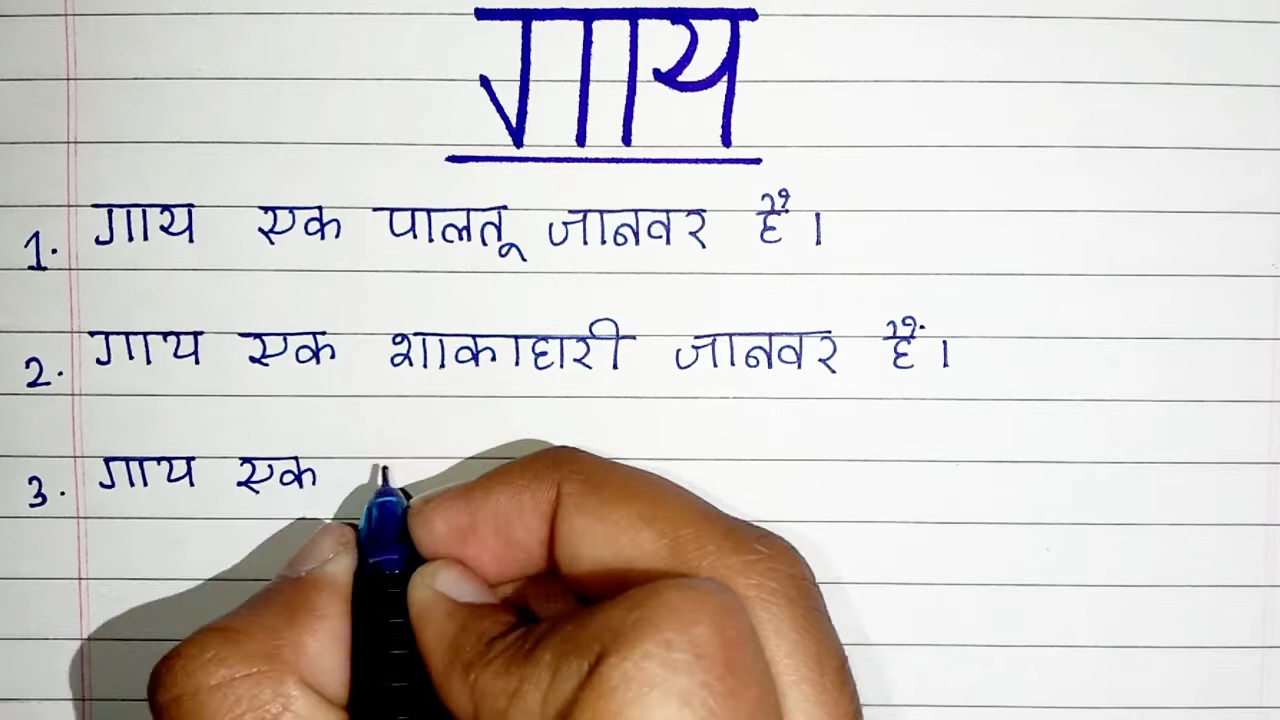 गाय
1. गाय एक पालतू जानवर हैं।
2. गाय एक शाकाहारी जानवर हैं।
3. गाय एक